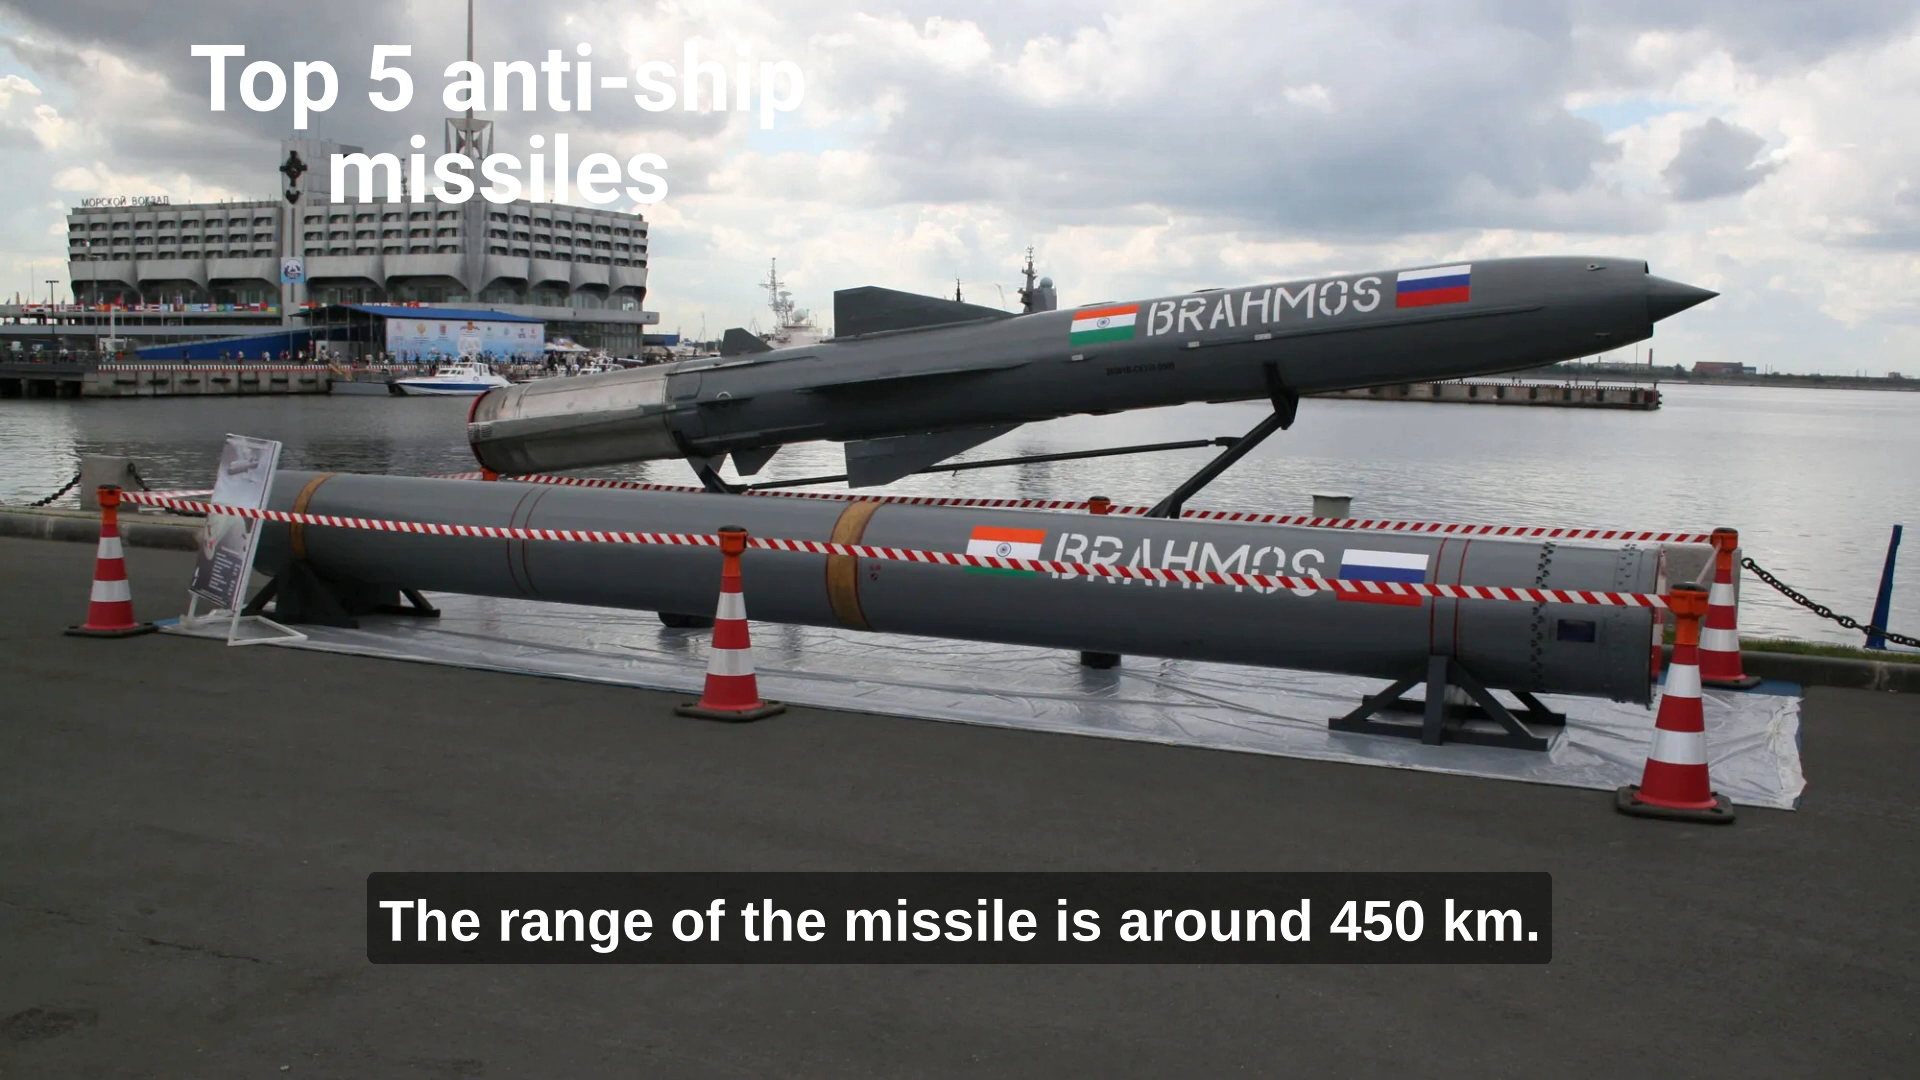 Top 5 anti-ship
missiles
МОРСКОЙ ВОКЗАЛ
BRAHMOS
BRAHMOS
The range of the missile is around 450 km.